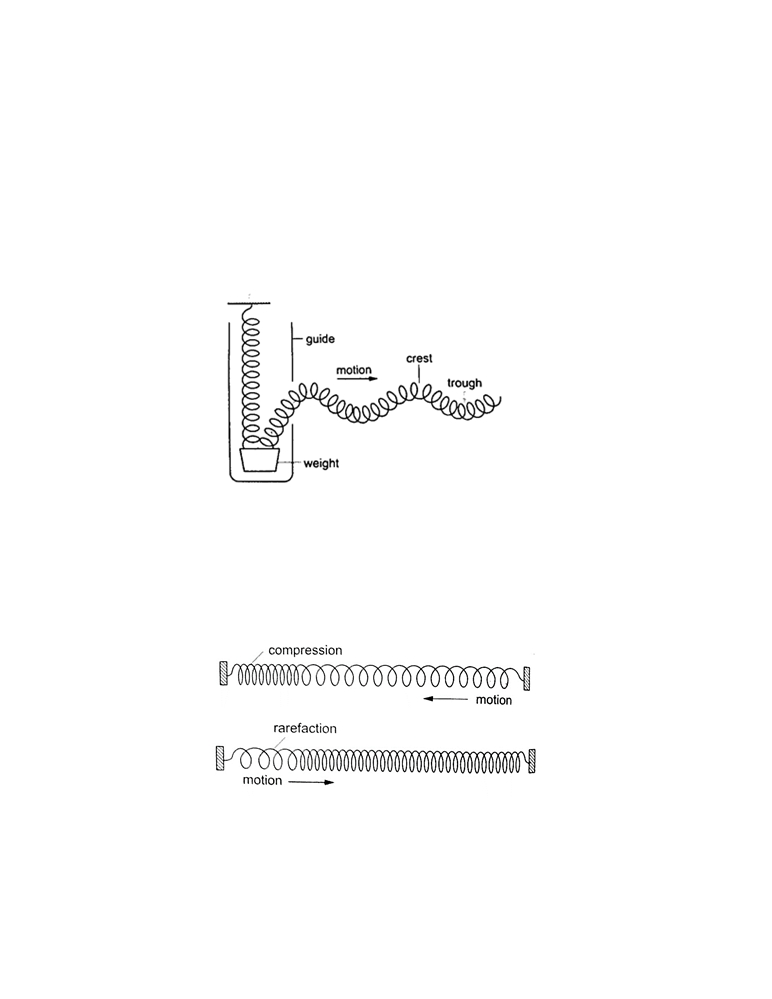 guide
crest
motion
trough
weight
compression
motion
rarefaction
motion